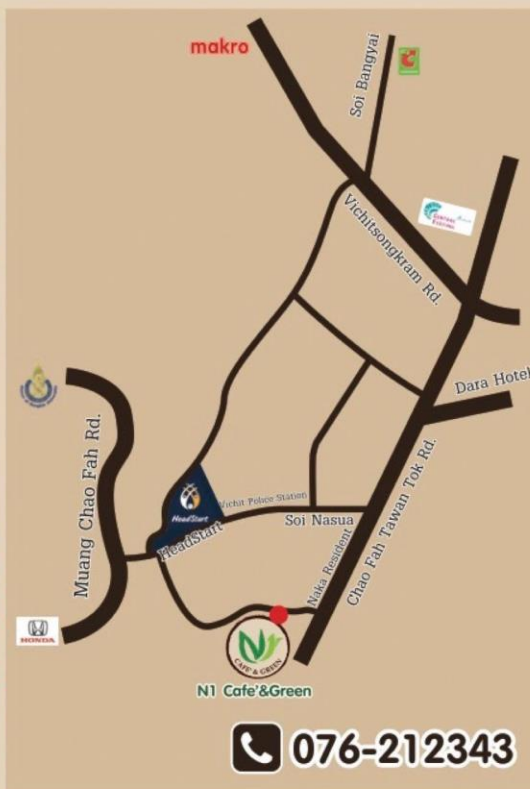 makro
Soi Bangyai
Vichitsongkram Rd.
Dara Hotel
Muang Chao Fah Rd.
Chao Fah Tawan Tok Rd.
HeadStart
Vichit Police Station
Soi Nasua
HeadStart
Naka Resident
HONDA
N1
CAFE' & GREEN
N1 Cafe'&Green
076-212343